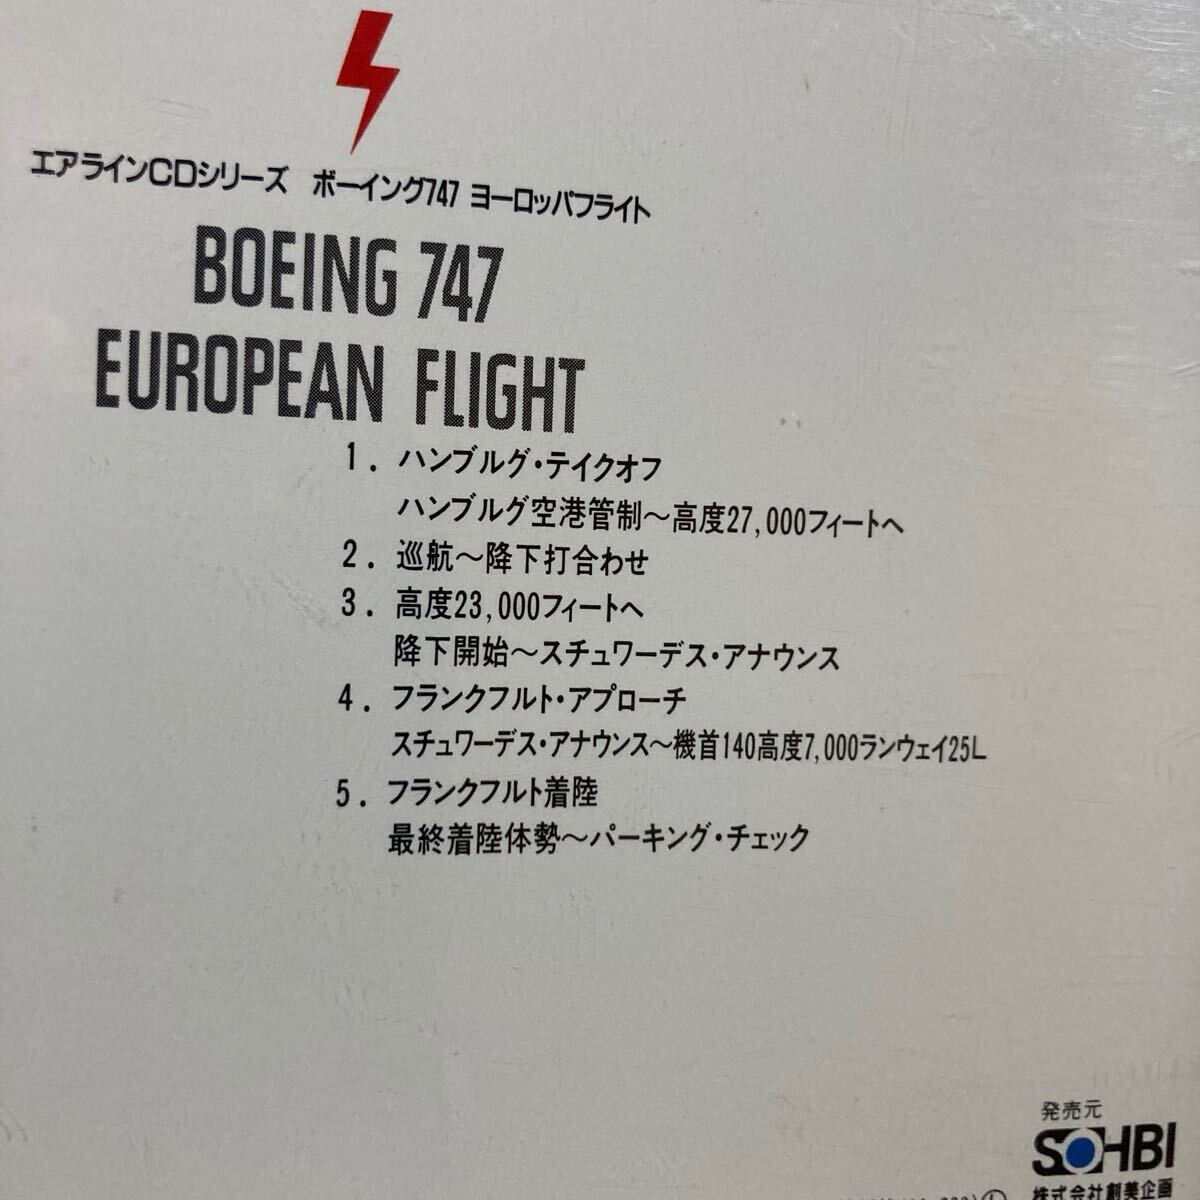 エアラインCDシリーズ ボーイング747 ヨーロッパフライト
BOEING 747
EUROPEAN FLIGHT
1. ハンブルグ・テイクオフ
ハンブルグ空港管制〜高度27,000フィートへ
2. 巡航〜降下打合わせ
3. 高度23,000フィートへ
降下開始〜スチュワーデス・アナウンス
4. フランクフルト・アプローチ
スチュワーデス・アナウンス〜機首140高度7,000ランウェイ25L
5. フランクフルト着陸
最終着陸体勢〜パーキング・チェック
発売元
SOHBI
株式会社創美企画